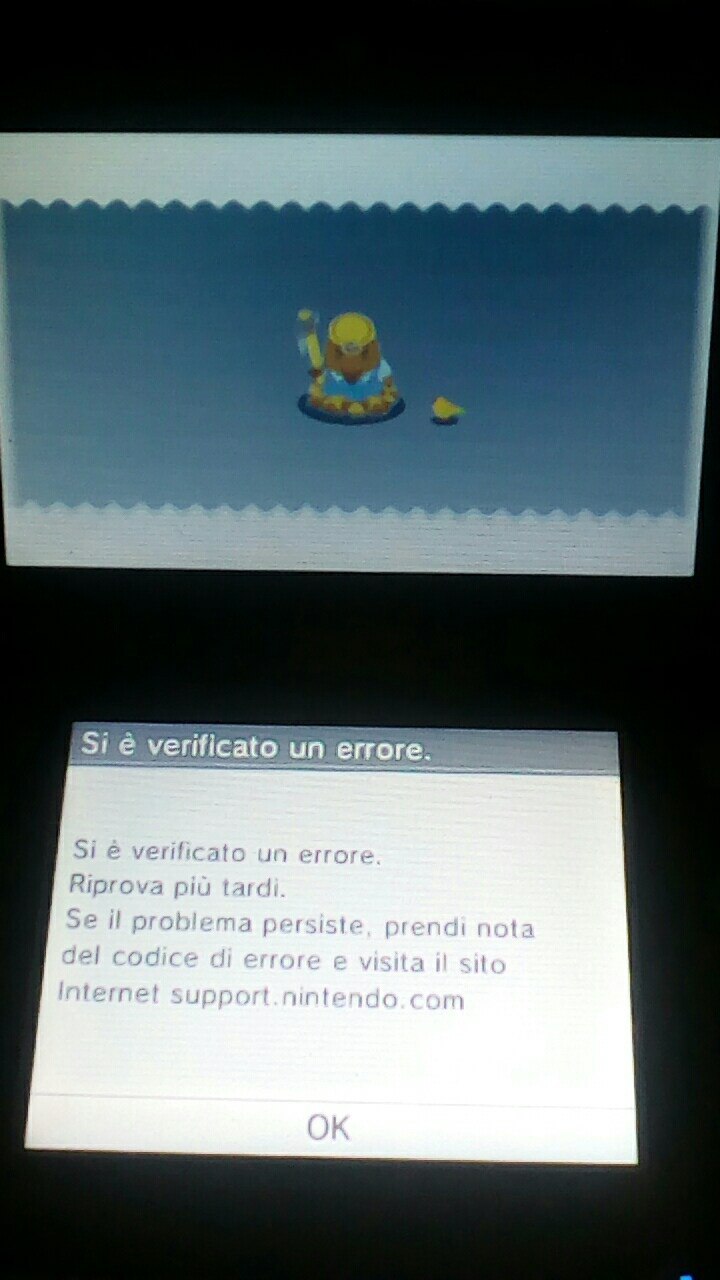 Si è verificato un errore.
Si è verificato un errore.
Riprova più tardi.
Se il problema persiste, prendi nota
del codice di errore e visita il sito
Internet support.nintendo.com
OK